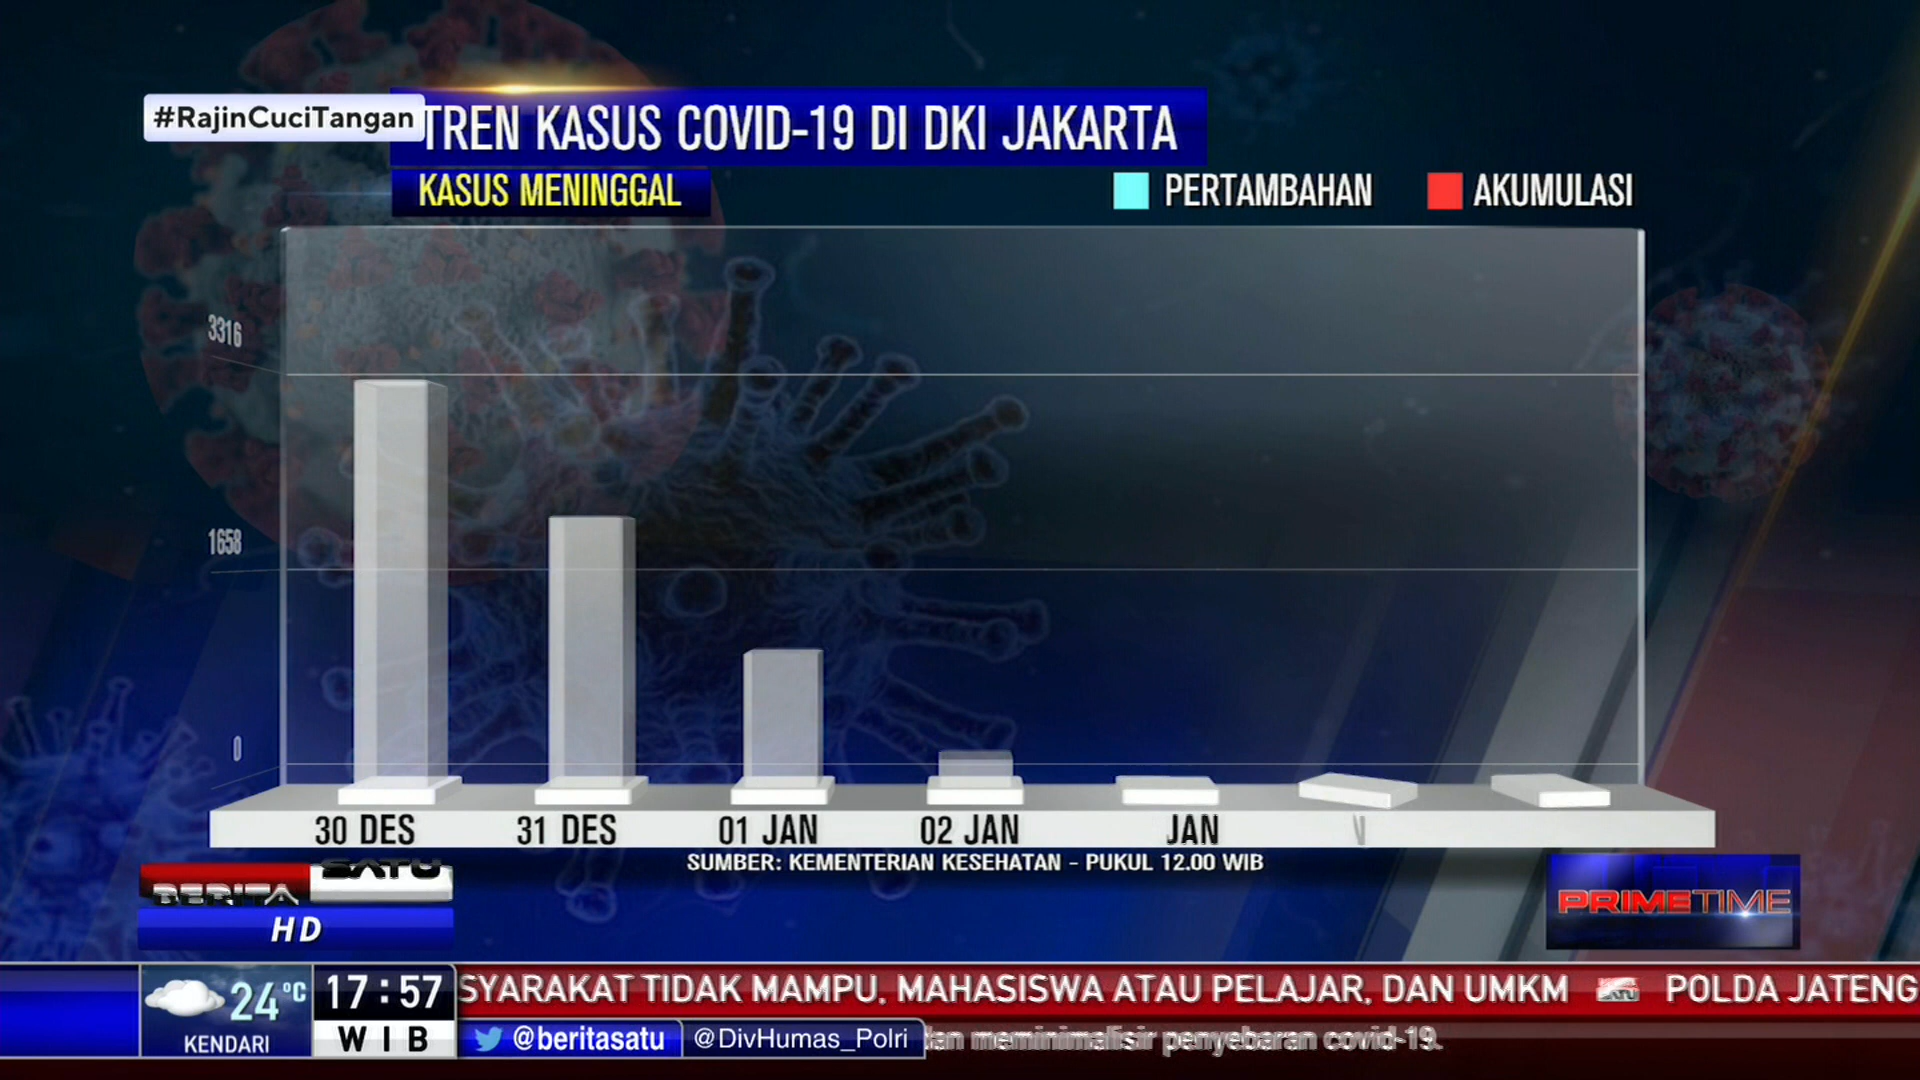 #RajinCuciTangan
TREN KASUS COVID-19 DI DKI JAKARTA
KASUS MENINGGAL
PERTAMBAHAN
AKUMULASI
3316
1658
0
30 DES
31 DES
01 JAN
02 JAN
JAN
N
SUMBER: KEMENTERIAN KESEHATAN - PUKUL 12.00 WIB
BERITA SATU
HD
PRIMETIME
24°C
KENDARI
17:57
WIB
SYARAKAT TIDAK MAMPU, MAHASISWA ATAU PELAJAR, DAN UMKM
SATU
POLDA JATENG
@beritasatu
@DivHumas_Polri
dan meminimalisir penyebaran covid-19.